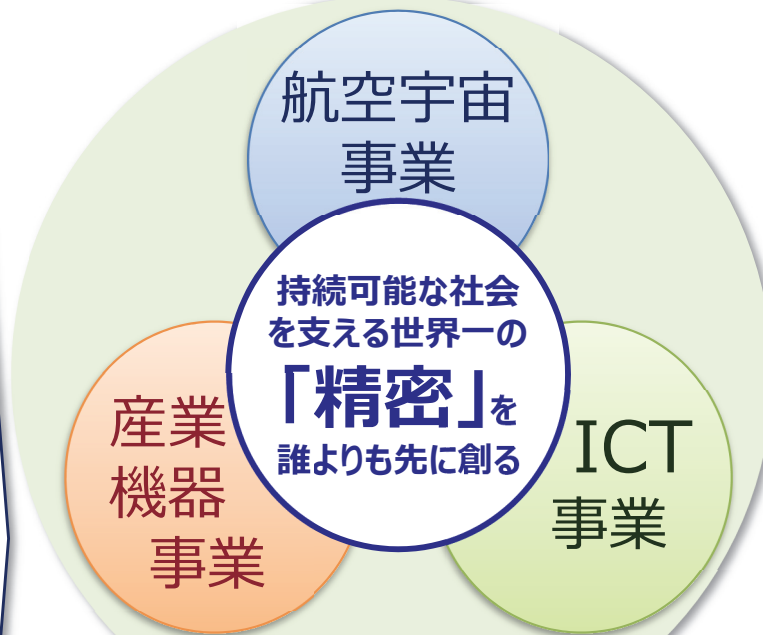 航空宇宙
事業
持続可能な社会
を支える世界一の
「精密」を
誰よりも先に創る
産業
機器
事業
ICT
事業